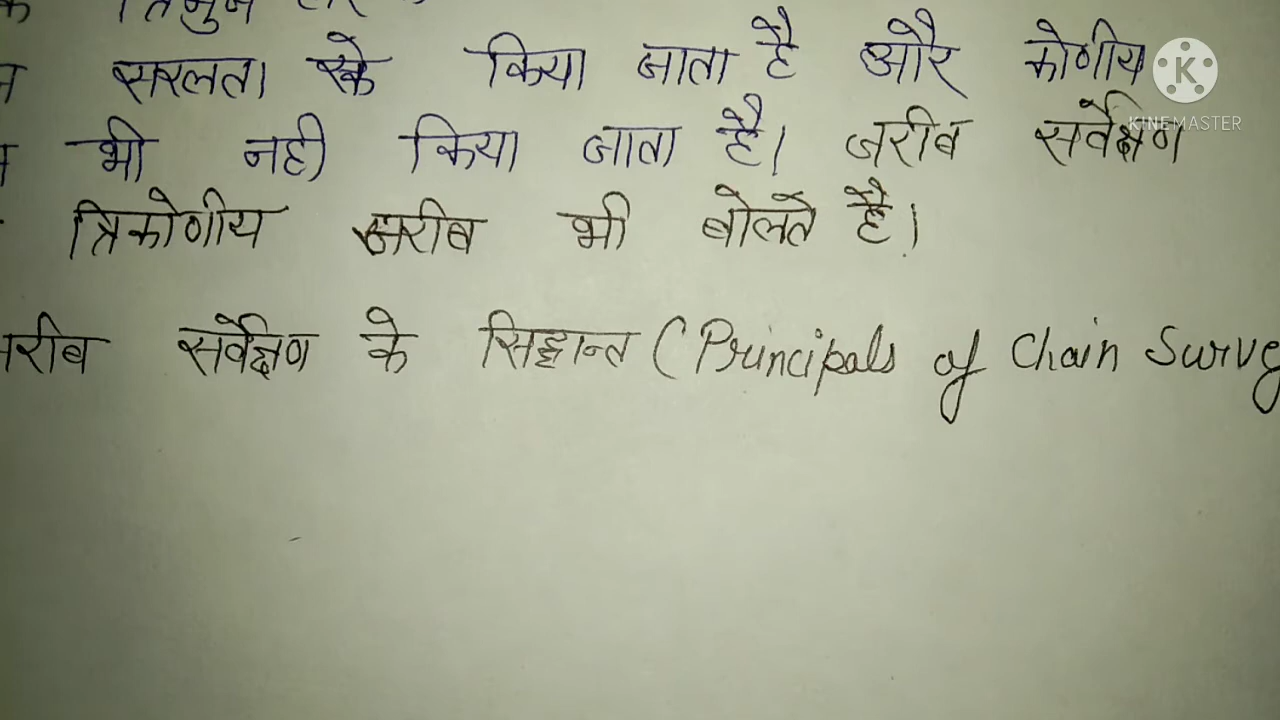 सरलता से किया जाता है और कोणीय
भी नही किया जाता है। जरीब सर्वेक्षण
त्रिकोणीय जरीब भी बोलते है।
सर्वेक्षण के सिद्धान्त (Principals of Chain Surve
KINEMASTER